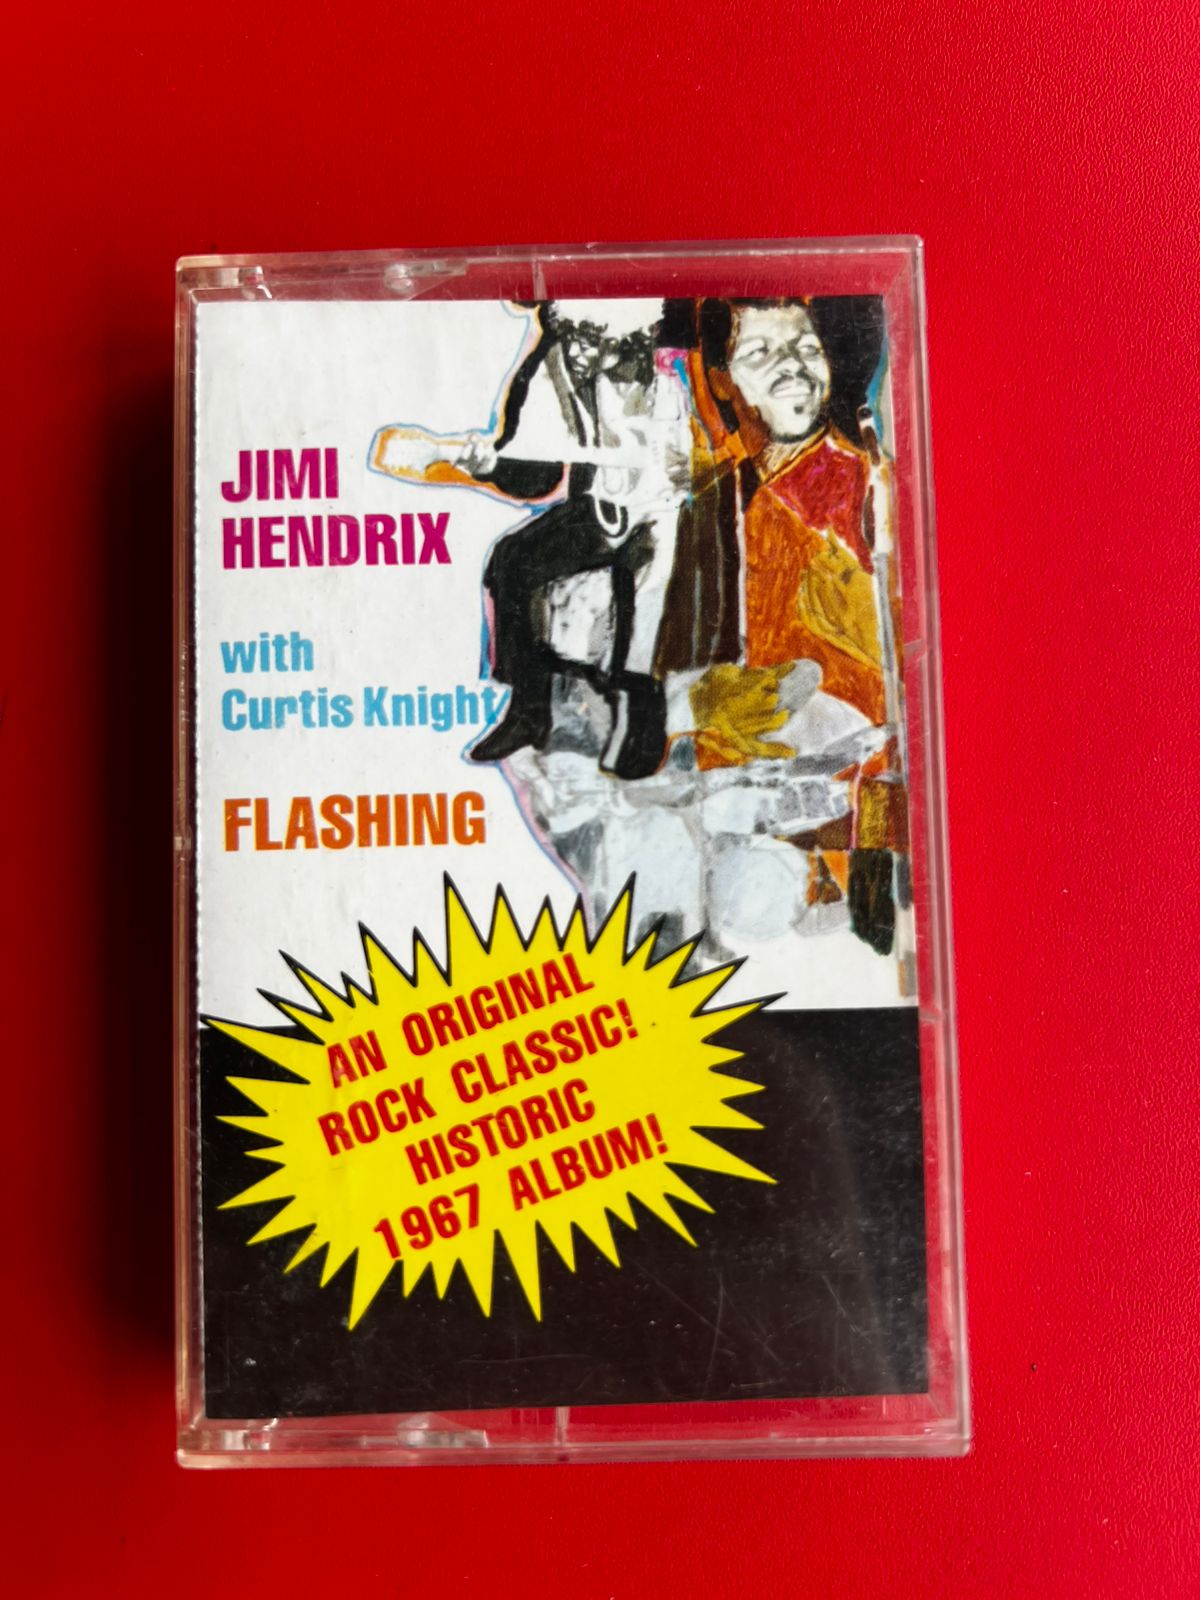 JIMI
HENDRIX
with
Curtis Knight
FLASHING
AN ORIGINAL
ROCK CLASSIC!
HISTORIC
1967 ALBUM!